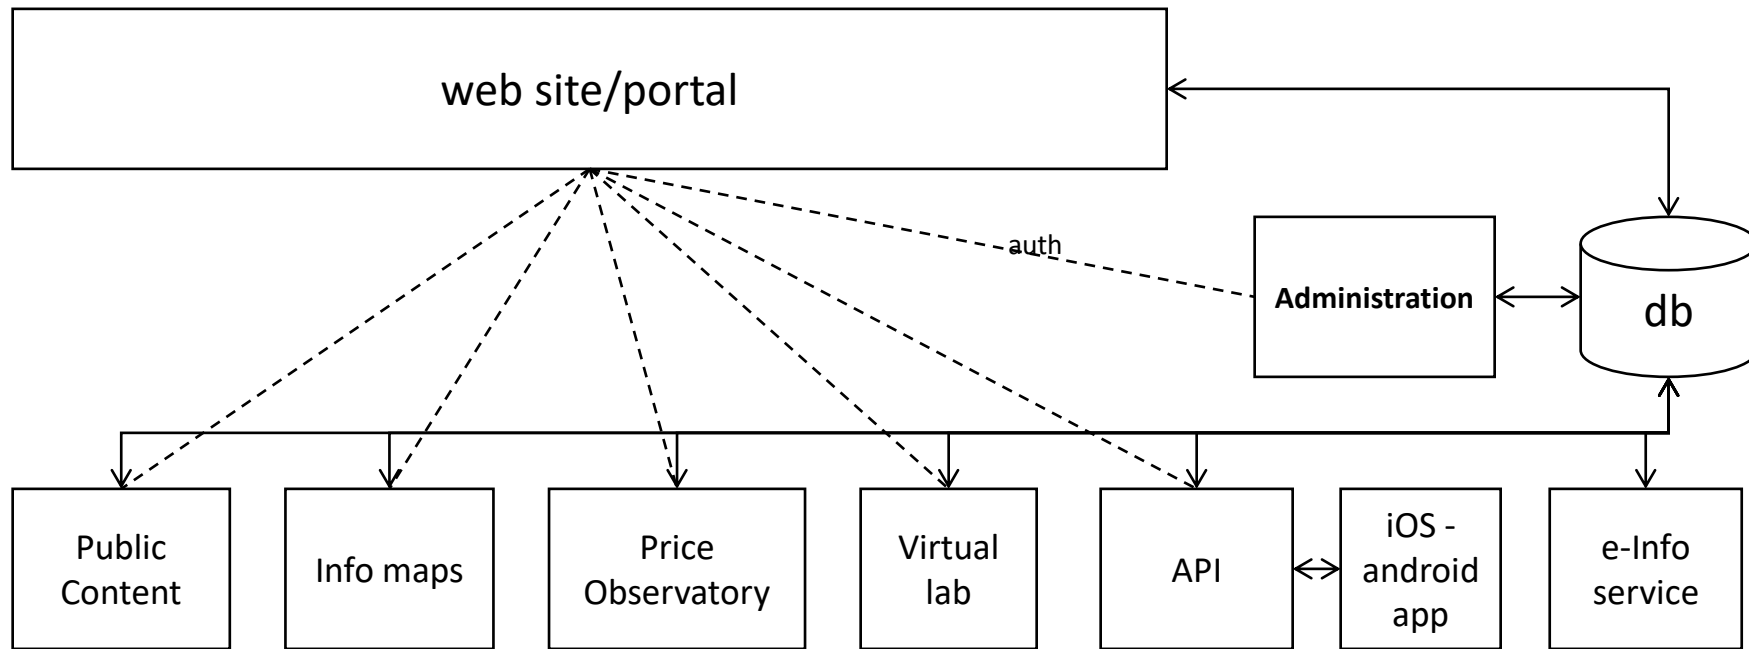 web site/portal
auth
Administration
db
Public
Content
Info maps
Price
Observatory
Virtual
lab
API
iOS -
android
app
e-Info
service